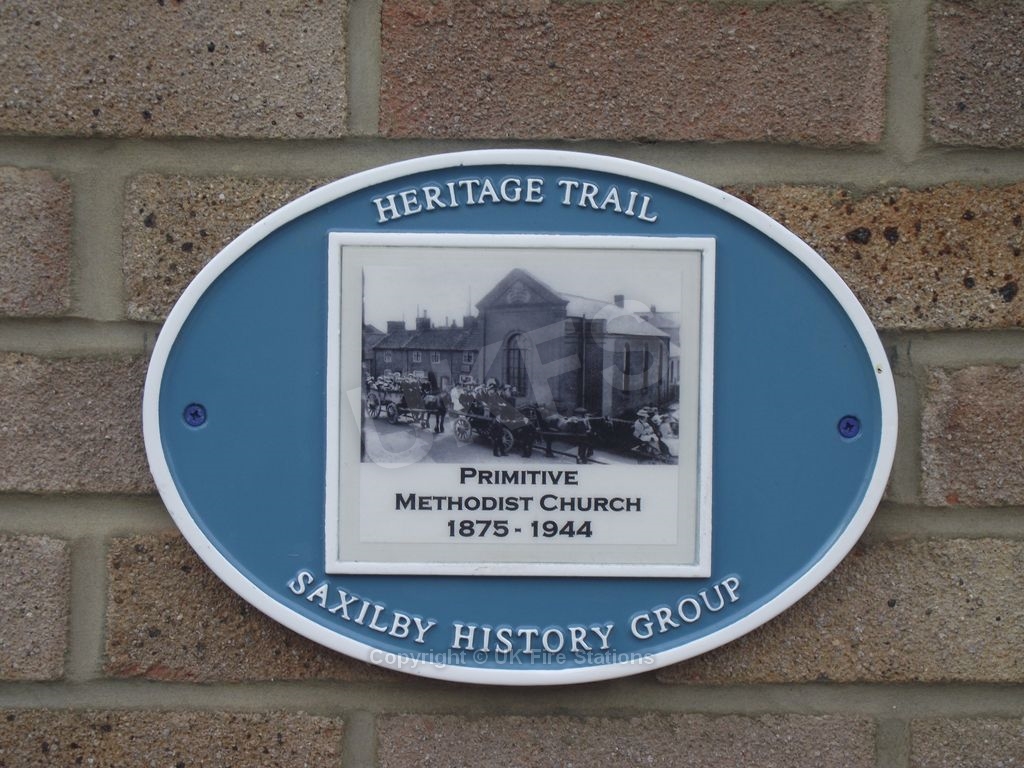 HERITAGE TRAIL
PRIMITIVE
METHODIST CHURCH
1875 - 1944
SAXILBY HISTORY GROUP
Copyright © UK Fire Stations